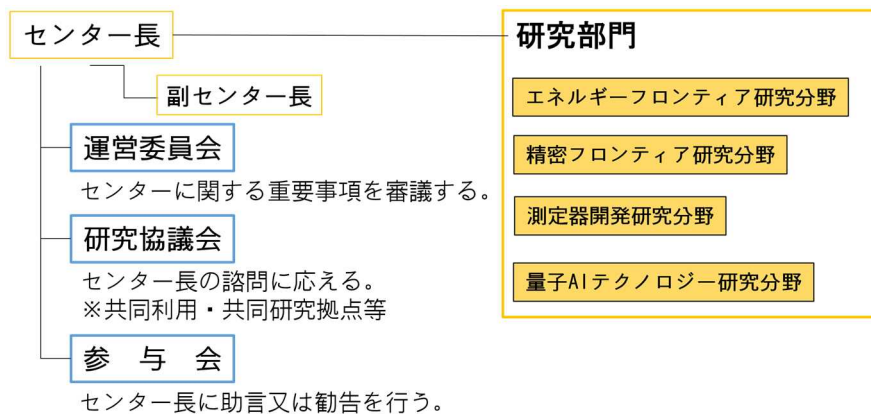 センター長
副センター長
運営委員会
センターに関する重要事項を審議する。
研究協議会
センター長の諮問に応える。
※共同利用・共同研究拠点等
参　与　会
センター長に助言又は勧告を行う。
研究部門
エネルギーフロンティア研究分野
精密フロンティア研究分野
測定器開発研究分野
量子AIテクノロジー研究分野